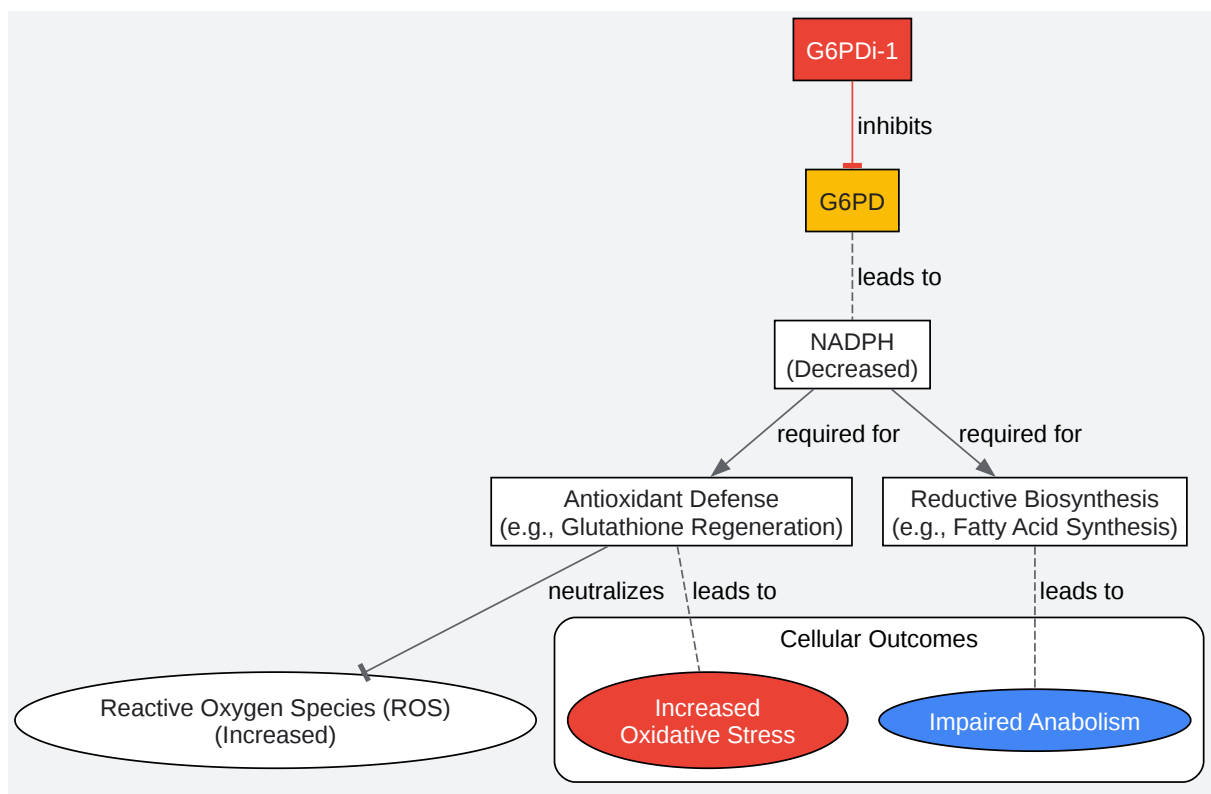 G6PDi-1
inhibits
G6PD
leads to
NADPH
(Decreased)
required for
required for
Antioxidant Defense
(e.g., Glutathione Regeneration)
Reductive Biosynthesis
(e.g., Fatty Acid Synthesis)
neutralizes
leads to
leads to
Cellular Outcomes
Reactive Oxygen Species (ROS)
(Increased)
Increased
Oxidative Stress
Impaired Anabolism